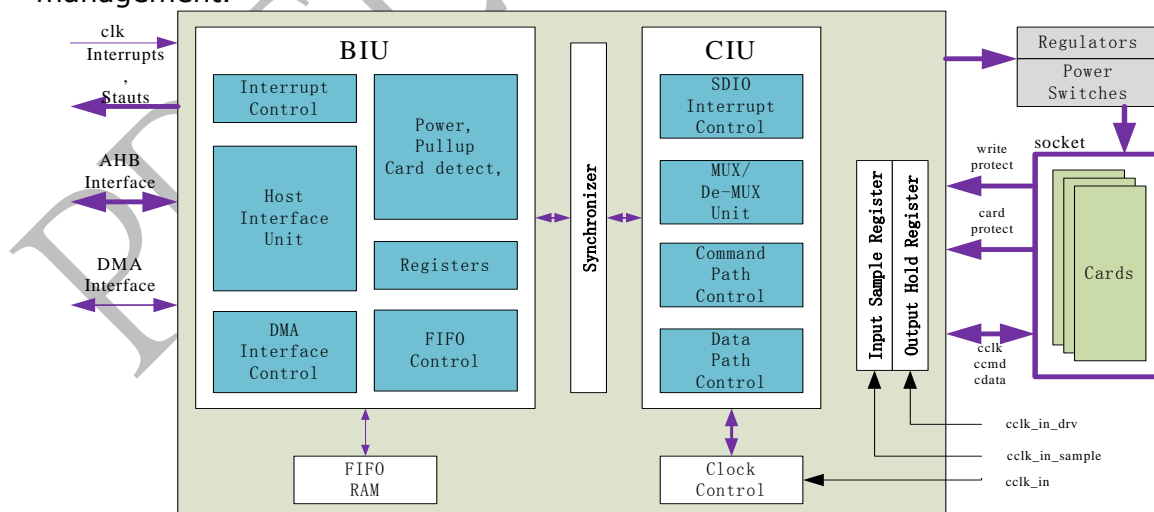 management.
clk
Interrupts
,
Stauts
AHB
Interface
DMA
Interface
BIU
Interrupt
Control
Host
Interface
Unit
DMA
Interface
Control
Power,
Pullup
Card detect,
Registers
FIFO
Control
Synchronizer
CIU
SDIO
Interrupt
Control
MUX/
De-MUX
Unit
Command
Path
Control
Data
Path
Control
Input Sample Register
Output Hold Register
Regulators
Power
Switches
socket
write
protect
card
protect
Cards
cclk
ccmd
cdata
cclk_in_drv
cclk_in_sample
cclk_in
FIFO
RAM
Clock
Control